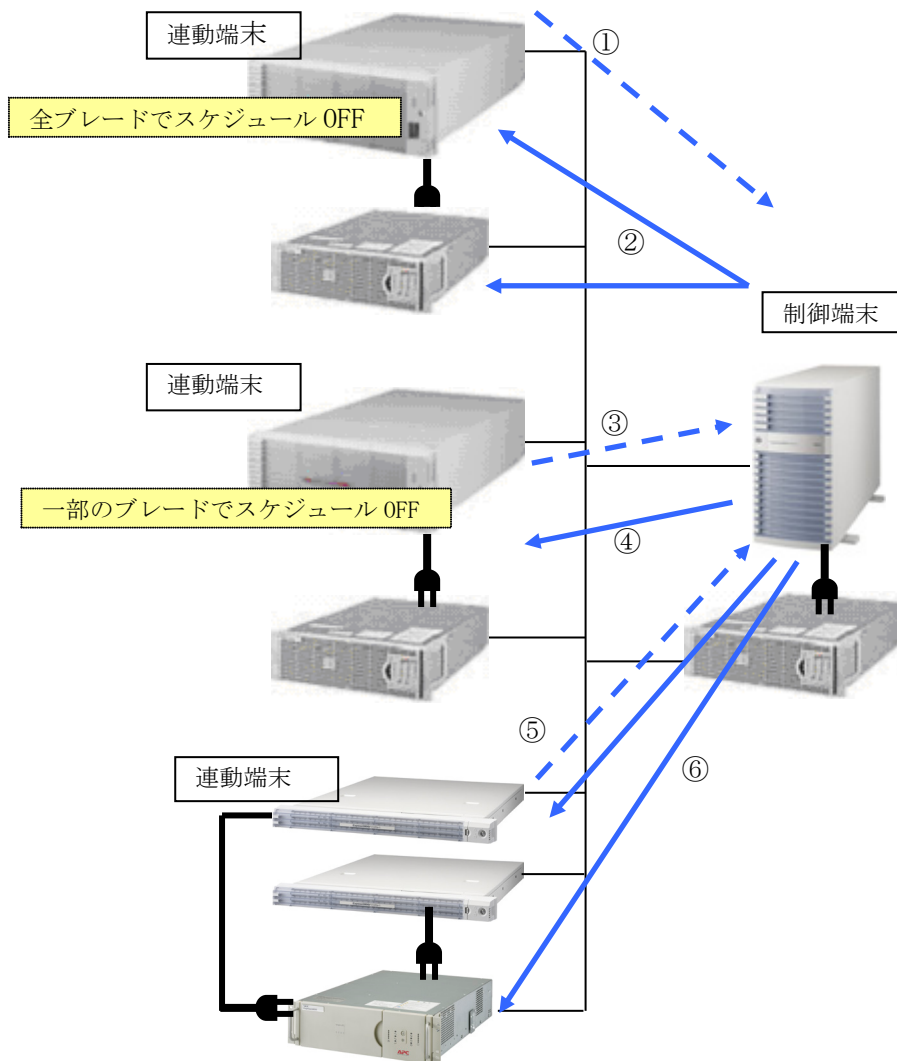 連動端末
①
全ブレードでスケジュール OFF
②
制御端末
連動端末
③
一部のブレードでスケジュール OFF
④
⑤
連動端末
⑥
APC